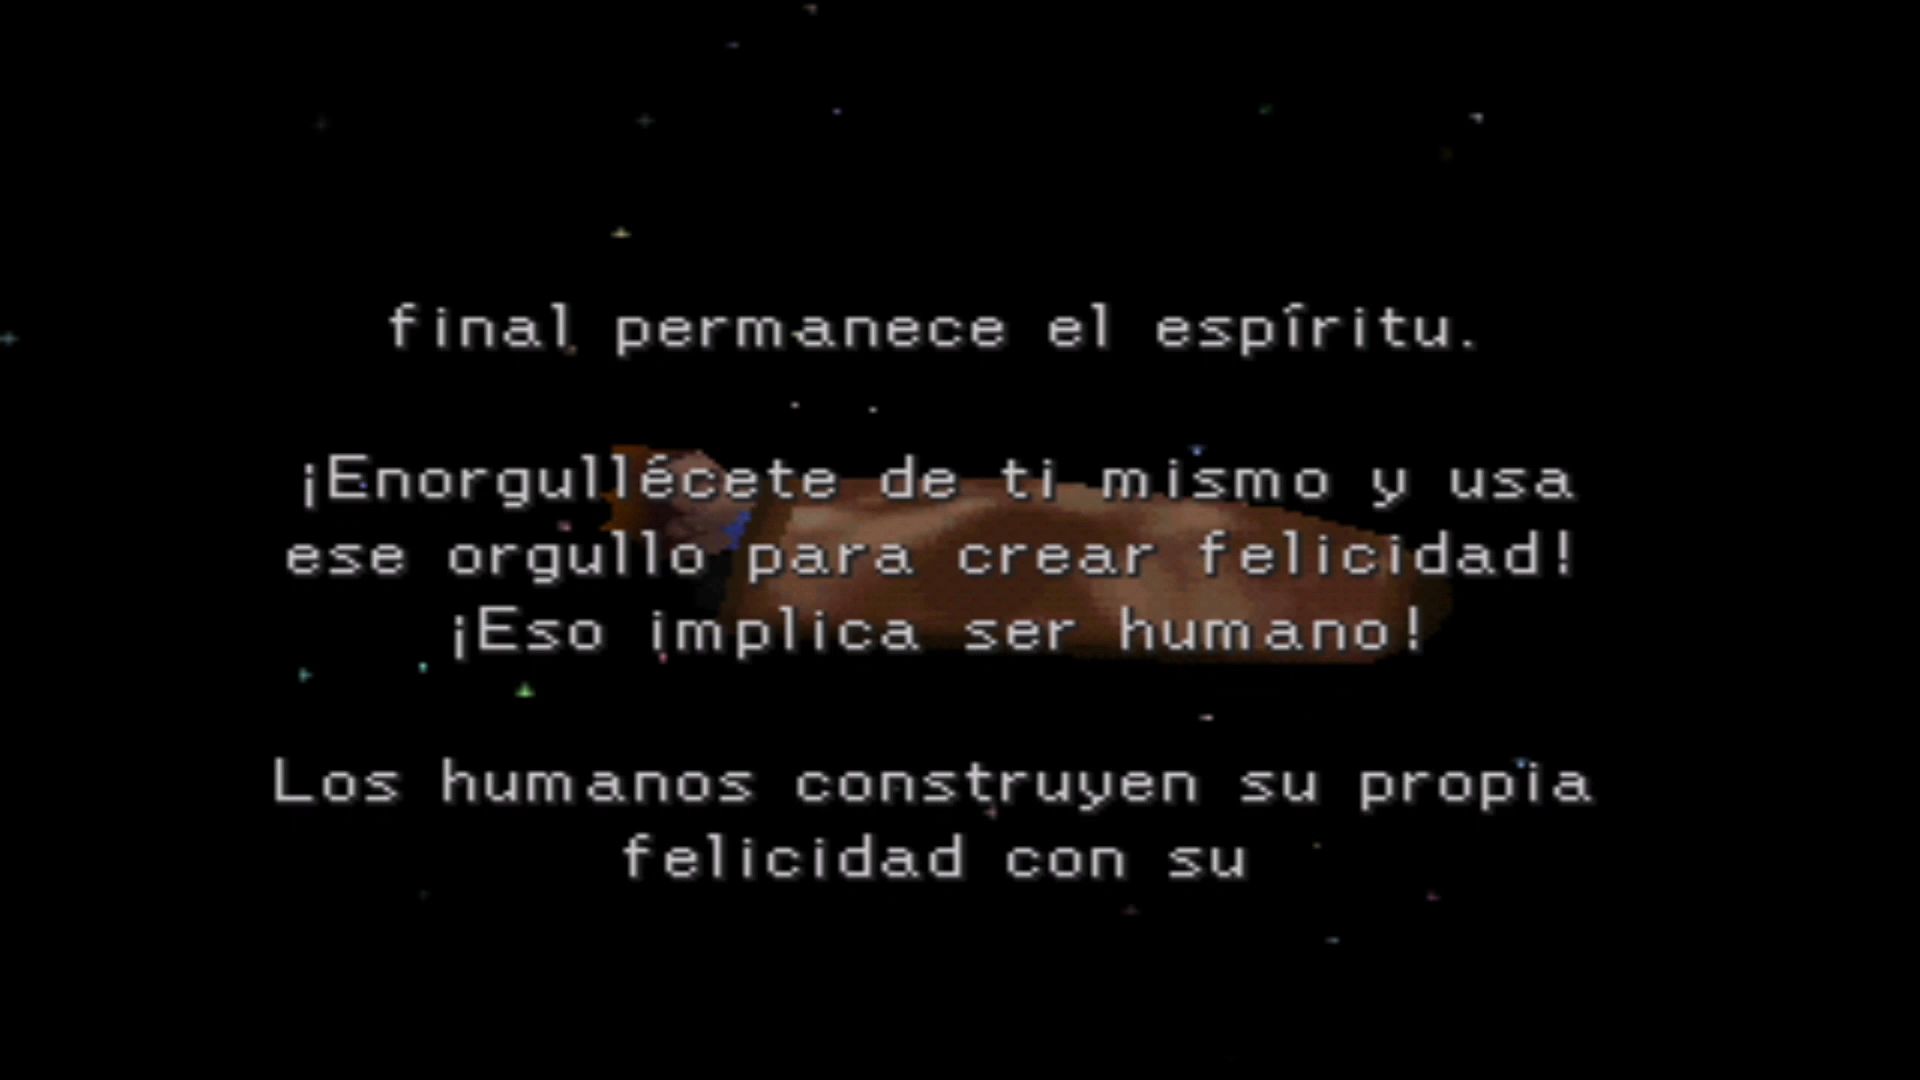 final permanece el espíritu.
¡Enorgullécete de ti mismo y usa
ese orgullo para crear felicidad!
¡Eso implica ser humano!
Los humanos construyen su propia
felicidad con su